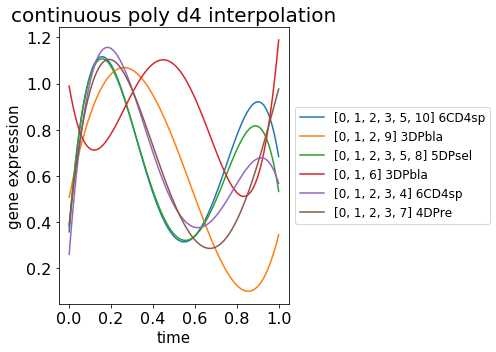 continuous poly d4 interpolation
gene expression
1.2
1.0
0.8
0.6
0.4
0.2
0.0 0.2 0.4 0.6 0.8 1.0
time
[0, 1, 2, 3, 5, 10] 6CD4sp
[0, 1, 2, 9] 3DPbla
[0, 1, 2, 3, 5, 8] 5DPsel
[0, 1, 6] 3DPbla
[0, 1, 2, 3, 4] 6CD4sp
[0, 1, 2, 3, 7] 4DPre